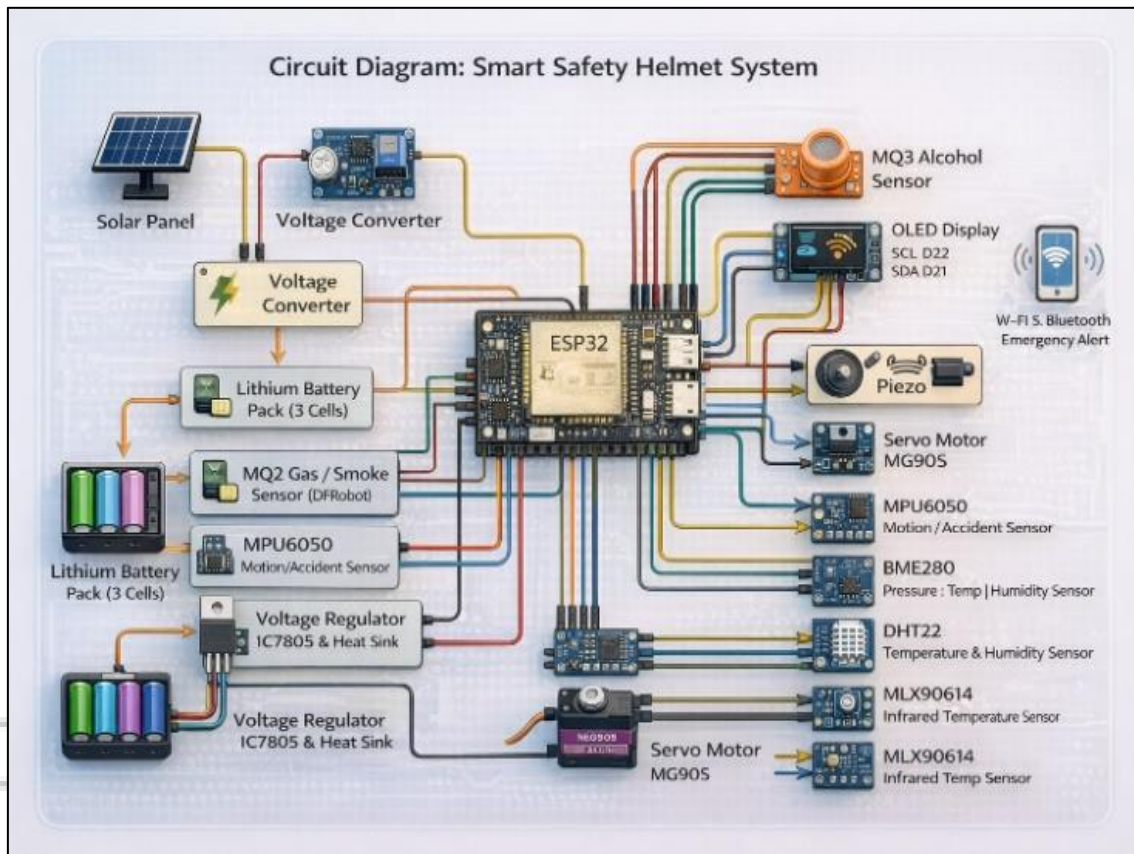 Circuit Diagram: Smart Safety Helmet System
Solar Panel
Voltage Converter
MQ3 Alcohol
Sensor
OLED Display
SCL D22
SDA D21
W-FI S. Bluetooth
Emergency Alert
Voltage
Converter
ESP32
Lithium Battery
Pack (3 Cells)
Piezo
Servo Motor
MG90S
MQ2 Gas / Smoke
Sensor (DFRobot)
MPU6050
Motion / Accident Sensor
MPU6050
Motion/Accident Sensor
Lithium Battery
Pack (3 Cells)
BME280
Pressure : Temp | Humidity Sensor
Voltage Regulator
1C7805 & Heat Sink
DHT22
Temperature & Humidity Sensor
MLX90614
Infrared Temperature Sensor
Voltage Regulator
1C7805 & Heat Sink
Servo Motor
MG90S
MLX90614
Infrared Temp Sensor